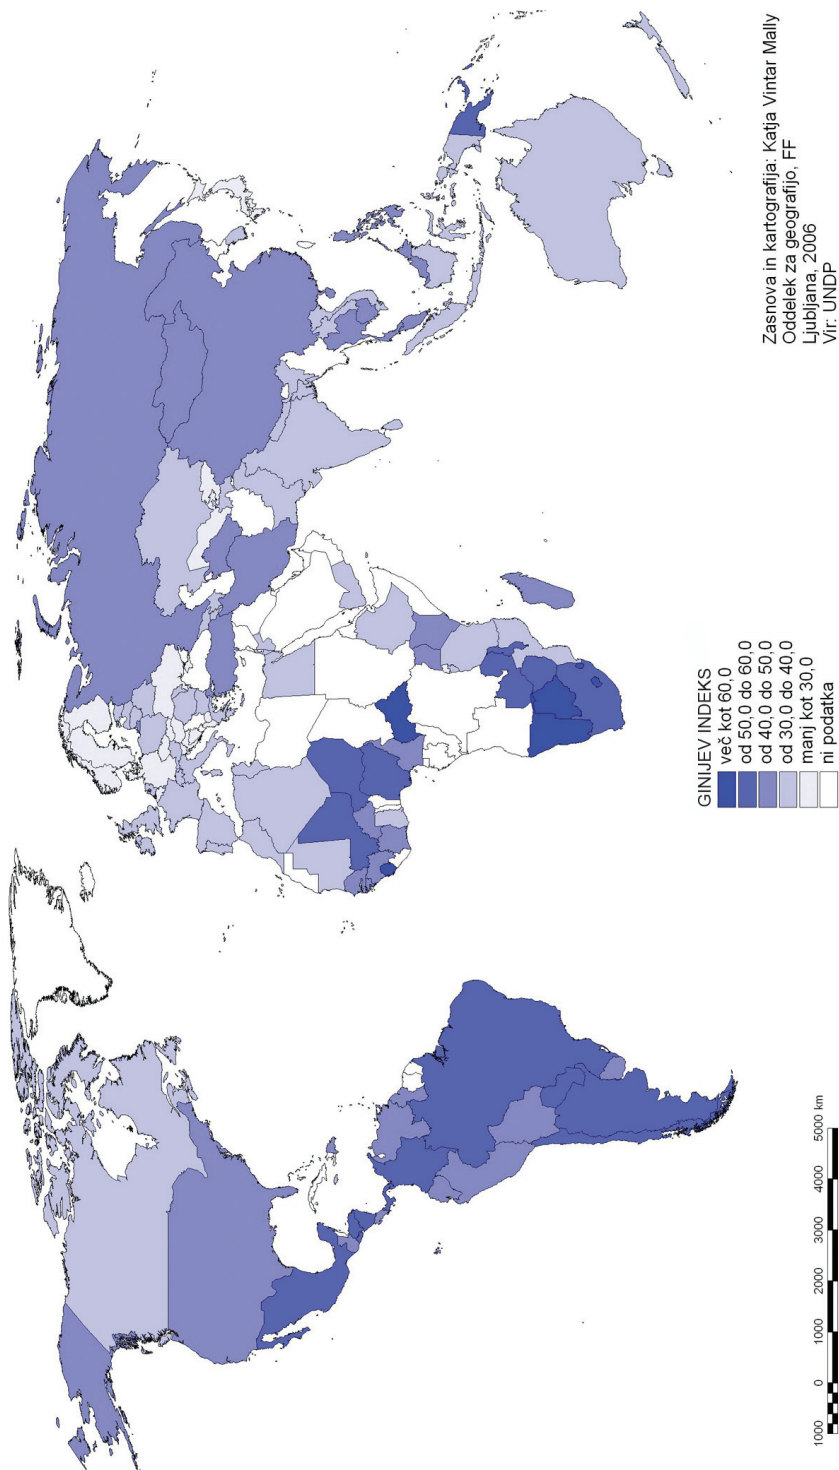 GINIJEV INDEKS
več kot 60,0
od 50,0 do 60,0
od 40,0 do 50,0
od 30,0 do 40,0
manj kot 30,0
ni podatka
Zasnova in kartografija: Katja Vintar Mally
Oddelek za geografijo, FF
Ljubljana, 2006
Vir: UNDP
1000 0 1000 2000 3000 4000 5000 km